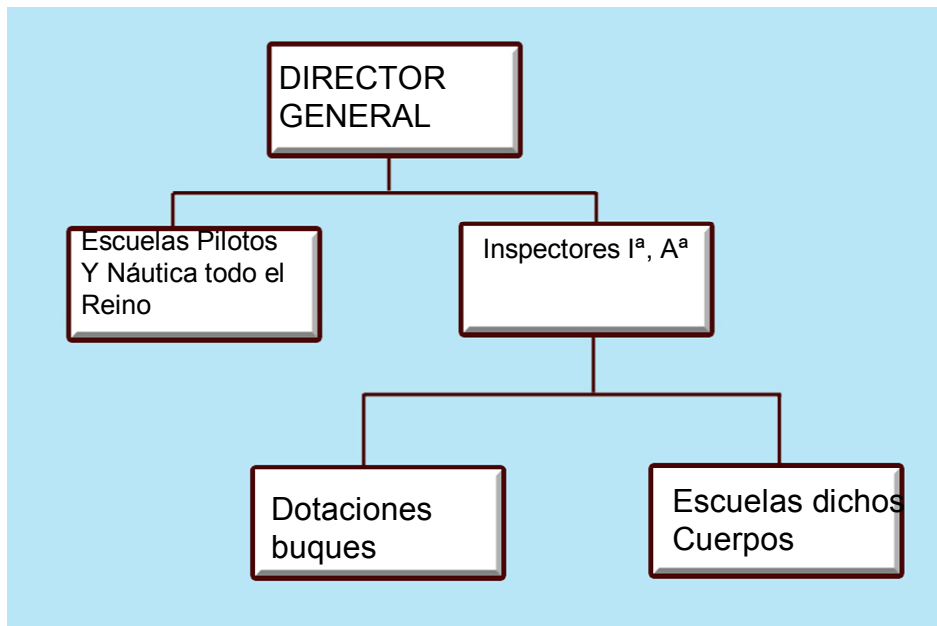 DIRECTOR
GENERAL
Escuelas Pilotos
Y Náutica todo el
Reino
Inspectores Iª, Aª
Dotaciones
buques
Escuelas dichos
Cuerpos